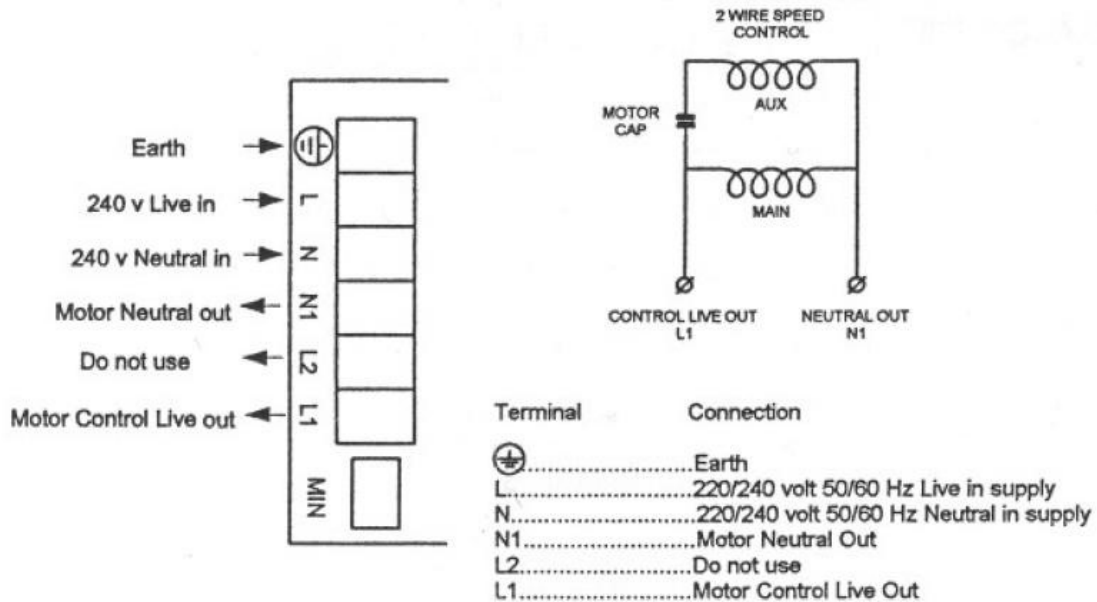 2 WIRE SPEED
CONTROL
AUX
MOTOR
CAP
MAIN
CONTROL LIVE OUT
L1
NEUTRAL OUT
N1
Earth
240 v Live in
L
240 v Neutral in
N
Motor Neutral out
N1
Do not use
L2
Motor Control Live out
L1
MIN
Terminal Connection
..............................Earth
L..............................220/240 volt 50/60 Hz Live in supply
N..............................220/240 volt 50/60 Hz Neutral in supply
N1............................Motor Neutral Out
L2............................Do not use
L1............................Motor Control Live Out